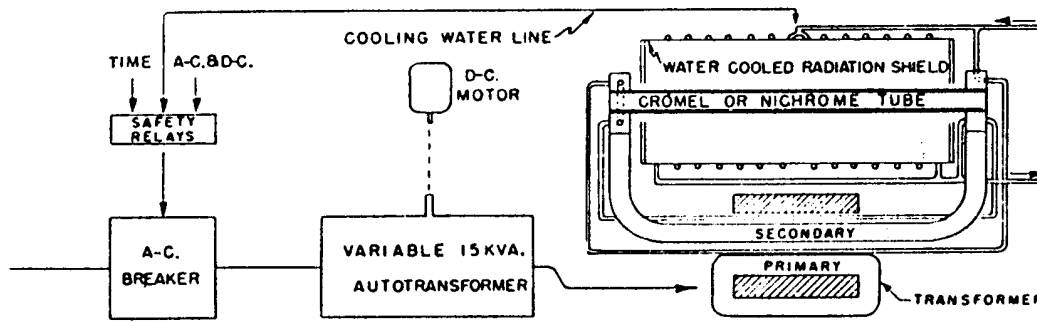 COOLING WATER LINE
TIME A-C.&D-C.
D-C.
MOTOR
WATER COOLED RADIATION SHIELD
CROMEL OR NICHROME TUBE
SAFETY
RELAYS
SECONDARY
A-C.
BREAKER
VARIABLE 15 KVA.
AUTOTRANSFORMER
PRIMARY
TRANSFORMER